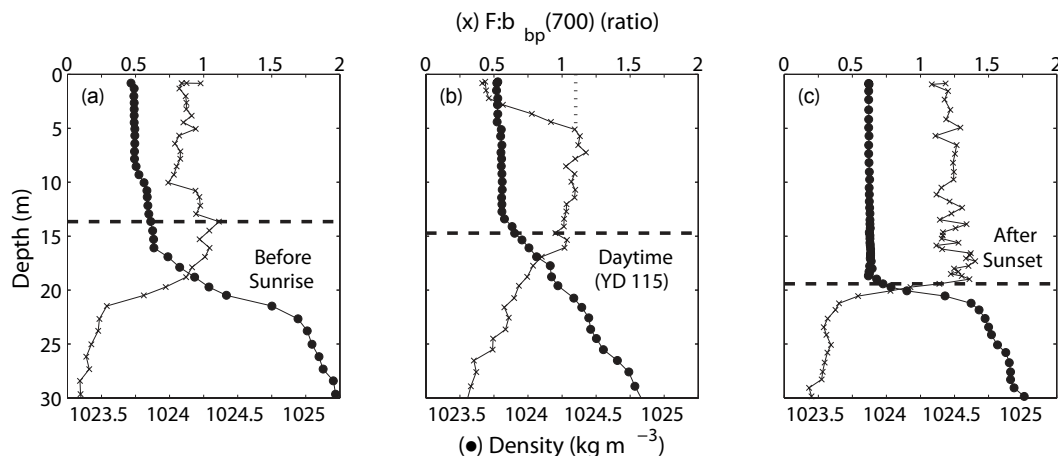 (x) F:b bp(700) (ratio)
0 0.5 1 1.5 2
0 0.5 1 1.5 2
0 0.5 1 1.5 2
Depth (m)
0
5
10
15
20
25
30
(a)
Before
Sunrise
(b)
Daytime
(YD 115)
(c)
After
Sunset
1023.5 1024 1024.5 1025
1023.5 1024 1024.5 1025
1023.5 1024 1024.5 1025
(●) Density (kg m −3)